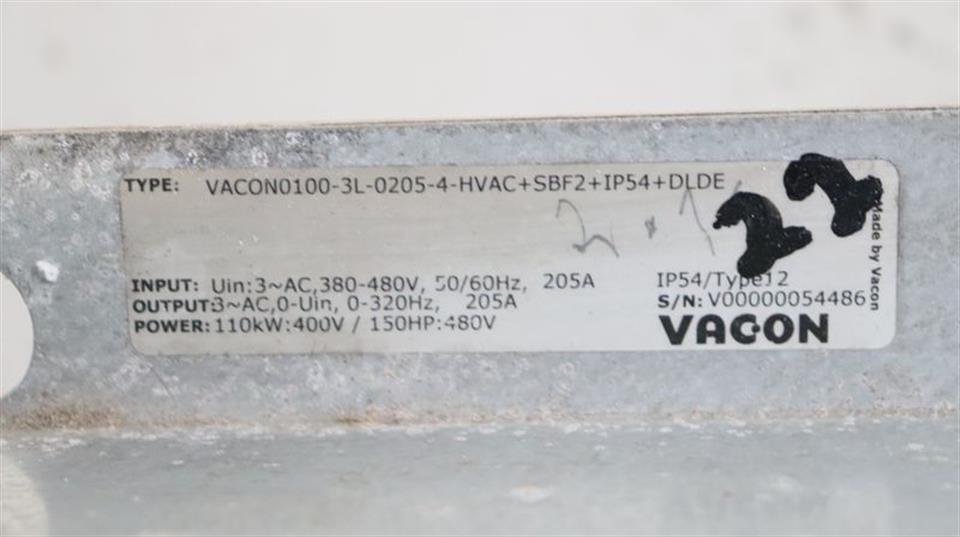 TYPE: VACON0100-3L-0205-4-HVAC+SBF2+IP54+DLDE
21
INPUT: Uin:3~AC,380-480V, 50/60Hz, 205A
OUTPUT:3~AC,0-Uin, 0-320Hz, 205A
POWER:110kW:400V / 150HP:480V
IP54/Type12
S/N: V00000054486
VACON
Made by Vacon